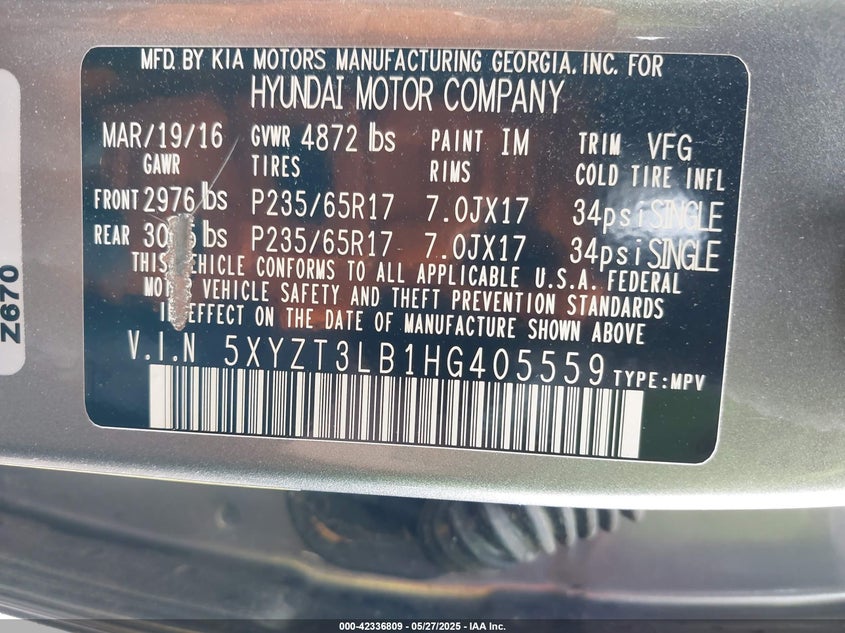 MFD. BY KIA MOTORS MANUFACTURING GEORGIA, INC. FOR
HYUNDAI MOTOR COMPANY
MAR/19/16 GVWR 4872 lbs PAINT IM TRIM VFG
GAWR TIRES RIMS COLD TIRE INFL
FRONT 2976 lbs P235/65R17 7.0JX17 34psi SINGLE
REAR lbs P235/65R17 7.0JX17 34psi SINGLE
THIS VEHICLE CONFORMS TO ALL APPLICABLE U.S.A. FEDERAL
MOTOR VEHICLE SAFETY AND THEFT PREVENTION STANDARDS
IN EFFECT ON THE DATE OF MANUFACTURE SHOWN ABOVE
V.I.N 5XYZT3LB1HG405559 TYPE:MPV
Z670
000-42336809 — 05/27/2025 — IAA Inc.